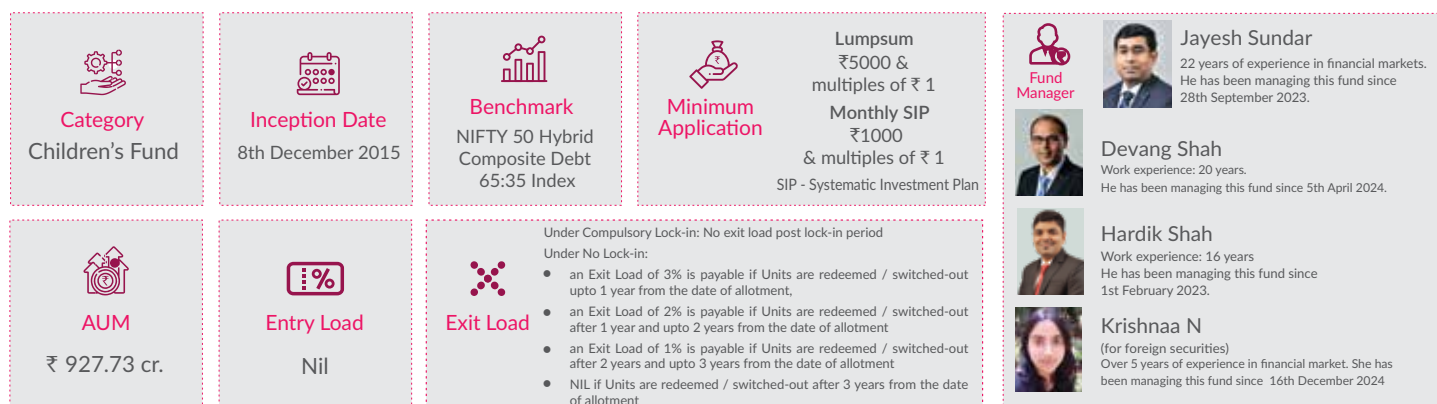 Category
Children's Fund
Inception Date
8th December 2015
Benchmark
NIFTY 50 Hybrid
Composite Debt
65:35 Index
Minimum
Application
Lumpsum
₹5000 &
multiples of ₹ 1
Monthly SIP
₹1000
& multiples of ₹ 1
SIP - Systematic Investment Plan
AUM
₹ 927.73 cr.
Entry Load
%
Nil
Exit Load
Under Compulsory Lock-in: No exit load post lock-in period
Under No Lock-in:
• an Exit Load of 3% is payable if Units are redeemed / switched-out
upto 1 year from the date of allotment,
• an Exit Load of 2% is payable if Units are redeemed / switched-out
after 1 year and upto 2 years from the date of allotment
• an Exit Load of 1% is payable if Units are redeemed / switched-out
after 2 years and upto 3 years from the date of allotment
• NIL if Units are redeemed / switched-out after 3 years from the date
of allotment
Fund
Manager
Jayesh Sundar
22 years of experience in financial markets.
He has been managing this fund since
28th September 2023.
Devang Shah
Work experience: 20 years.
He has been managing this fund since 5th April 2024.
Hardik Shah
Work experience: 16 years
He has been managing this fund since
1st February 2023.
Krishnaa N
(for foreign securities)
Over 5 years of experience in financial market. She has
been managing this fund since 16th December 2024